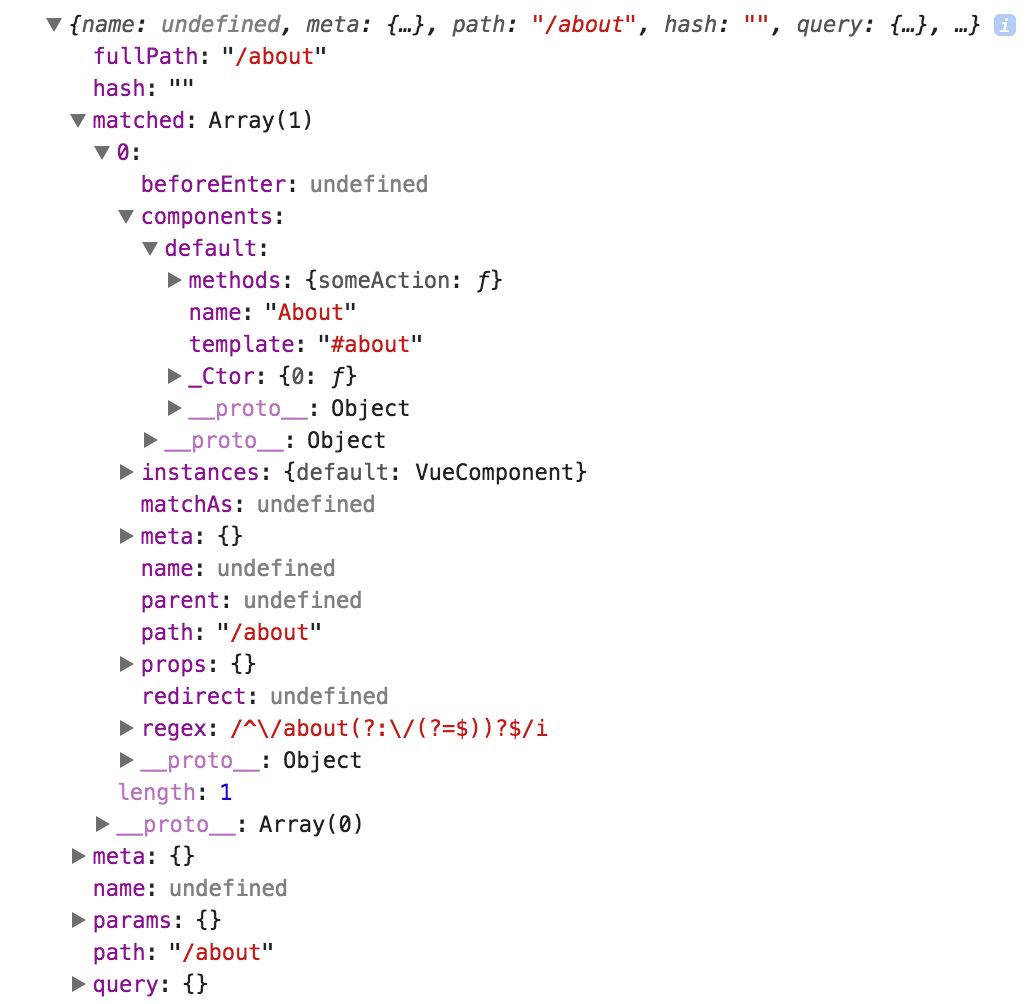 {name: undefined, meta: {…}, path: "/about", hash: "", query: {…}, …} i
fullPath: "/about"
hash: ""
matched: Array(1)
0:
beforeEnter: undefined
components:
default:
methods: {someAction: ƒ}
name: "About"
template: "#about"
_Ctor: {0: ƒ}
__proto__: Object
__proto__: Object
instances: {default: VueComponent}
matchAs: undefined
meta: {}
name: undefined
parent: undefined
path: "/about"
props: {}
redirect: undefined
regex: /^\/about(?:\/(?=$))?$/i
__proto__: Object
length: 1
__proto__: Array(0)
meta: {}
name: undefined
params: {}
path: "/about"
query: {}